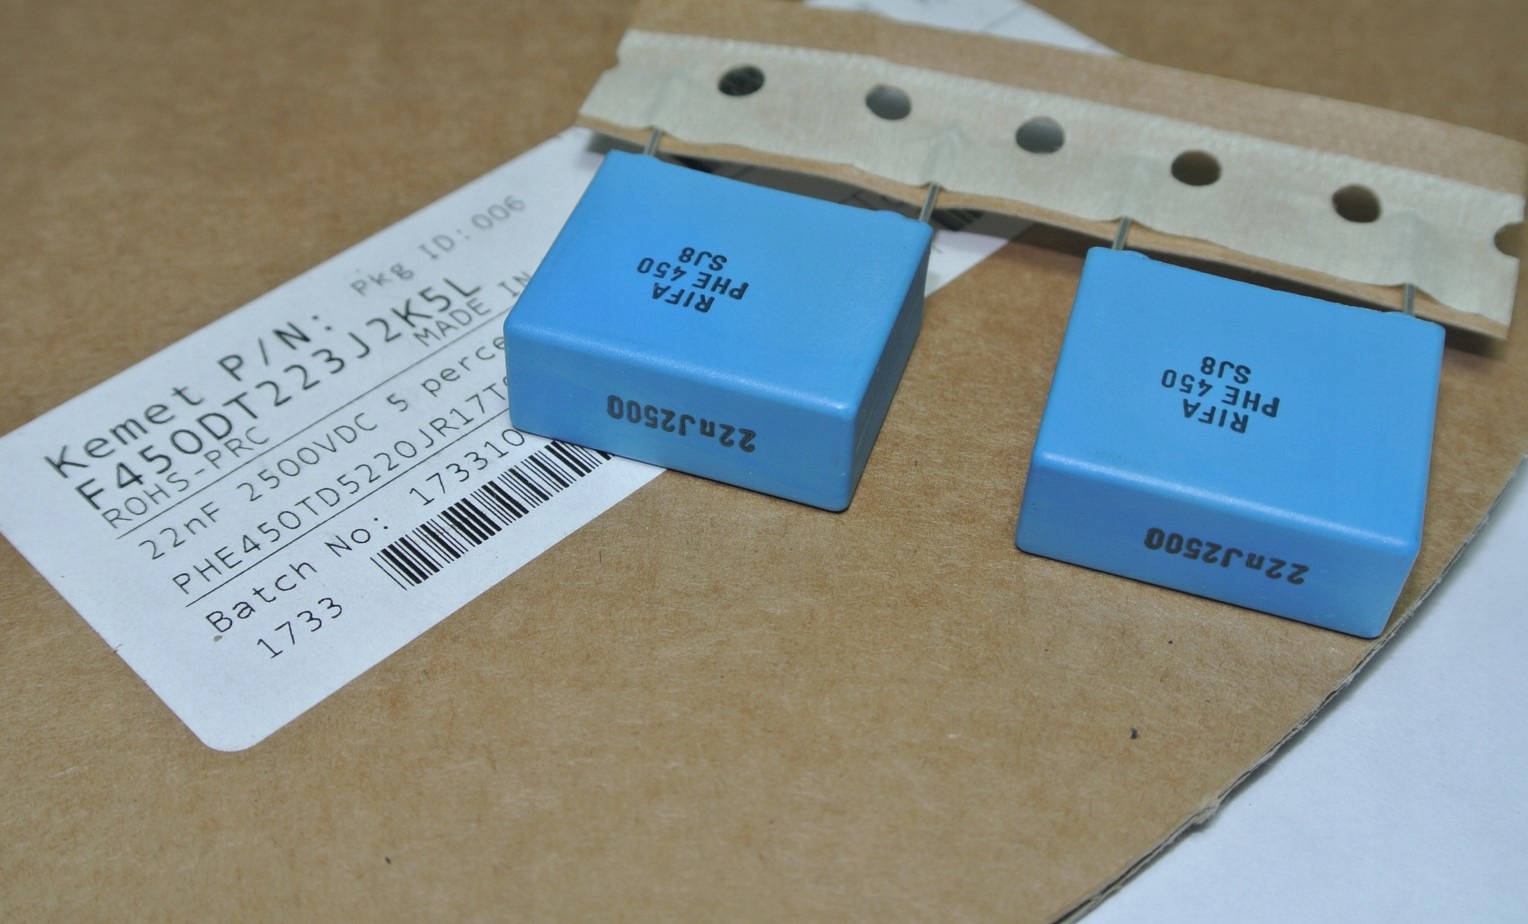 Pkg ID: 006
Kemet P/N:
F450DT223J2K5L
ROHS-PRC MADE IN
22nF 2500VDC 5
PHE450TD5220JR17T
Batch No: 173310
1733
RIFA
PHE 450
SJ8
22nJ2500
RIFA
PHE 450
SJ8
22nJ2500